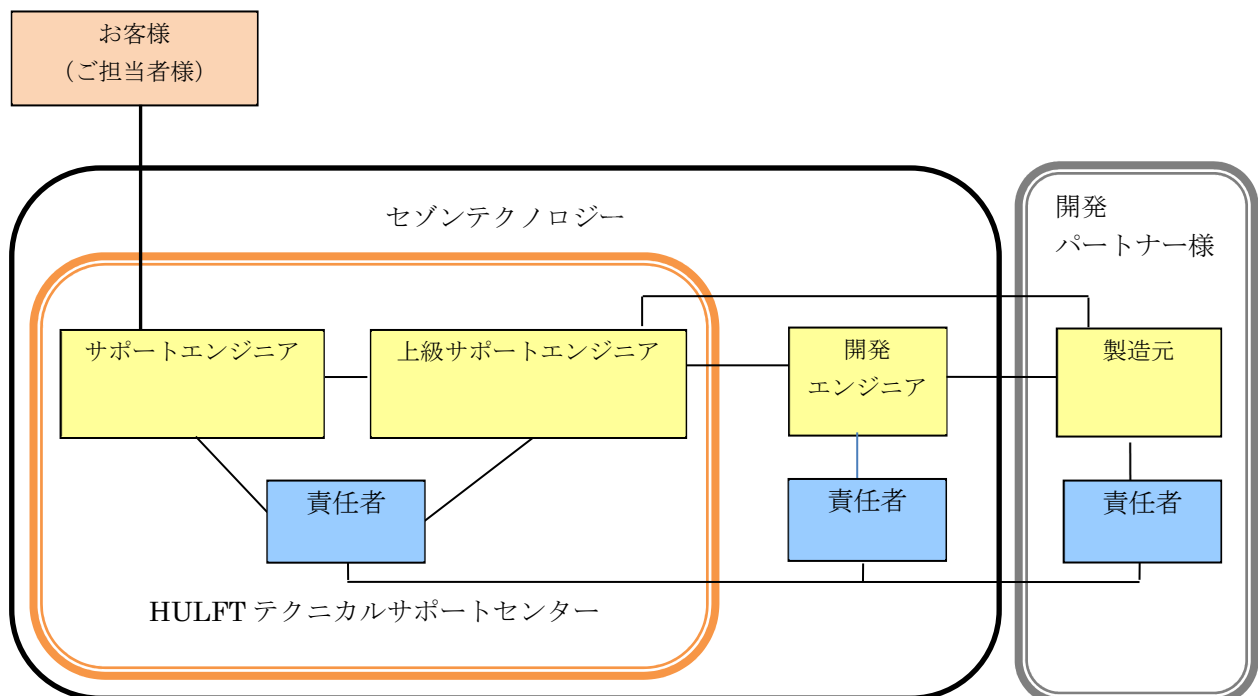 お客様
（ご担当者様）
セゾンテクノロジー
開発
パートナー様
サポートエンジニア
上級サポートエンジニア
開発
エンジニア
製造元
責任者
責任者
責任者
HULFT テクニカルサポートセンター